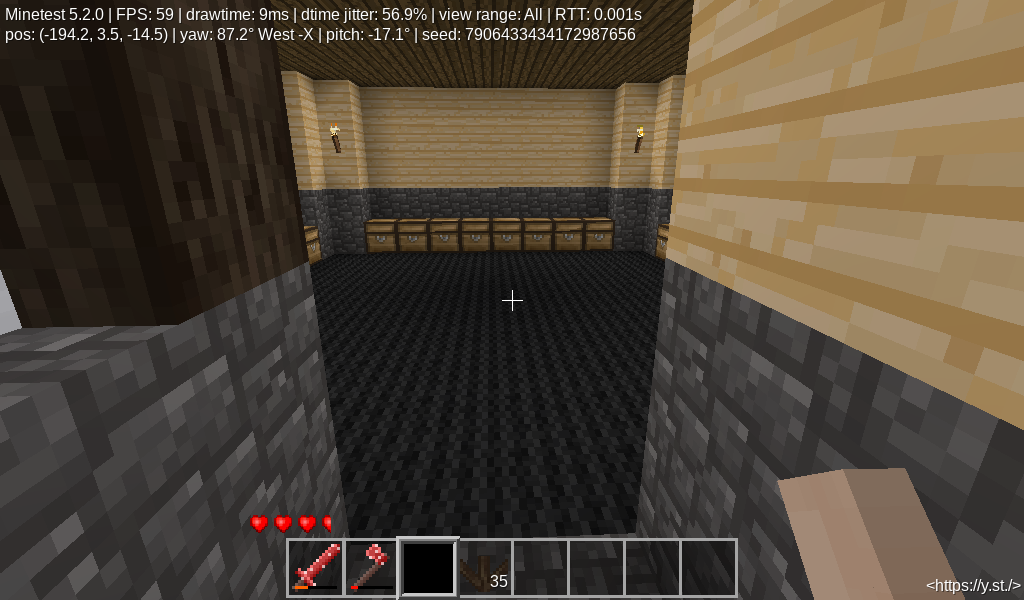 Minetest 5.2.0 | FPS: 59 | drawtime: 9ms | dtime jitter: 56.9% | view range: All | RTT: 0.001s
pos: (-194.2, 3.5, -14.5) | yaw: 87.2° West -X | pitch: -17.1° | seed: 7906433434172987656
35
<https://y.st./>